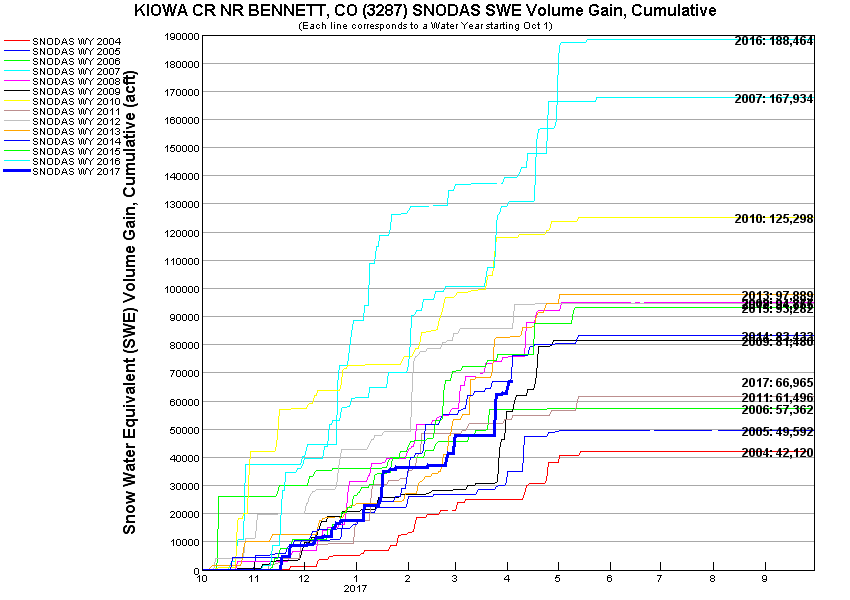 KIOWA CR NR BENNETT, CO (3287) SNODAS SWE Volume Gain, Cumulative
(Each line corresponds to a Water Year starting Oct 1)
SNODAS WY 2004
SNODAS WY 2005
SNODAS WY 2006
SNODAS WY 2007
SNODAS WY 2008
SNODAS WY 2009
SNODAS WY 2010
SNODAS WY 2011
SNODAS WY 2012
SNODAS WY 2013
SNODAS WY 2014
SNODAS WY 2015
SNODAS WY 2016
SNODAS WY 2017
Snow Water Equivalent (SWE) Volume Gain, Cumulative (acft)
190000
180000
170000
160000
150000
140000
130000
120000
110000
100000
90000
80000
70000
60000
50000
40000
30000
20000
10000
0
2016: 188,464
2007: 167,934
2010: 125,298
2013: 97,889
2015: 93,282
2014: 83,433
2009: 81,480
2017: 66,965
2011: 61,496
2006: 57,362
2005: 49,592
2004: 42,120
10 11 12 1 2 3 4 5 6 7 8 9
2017